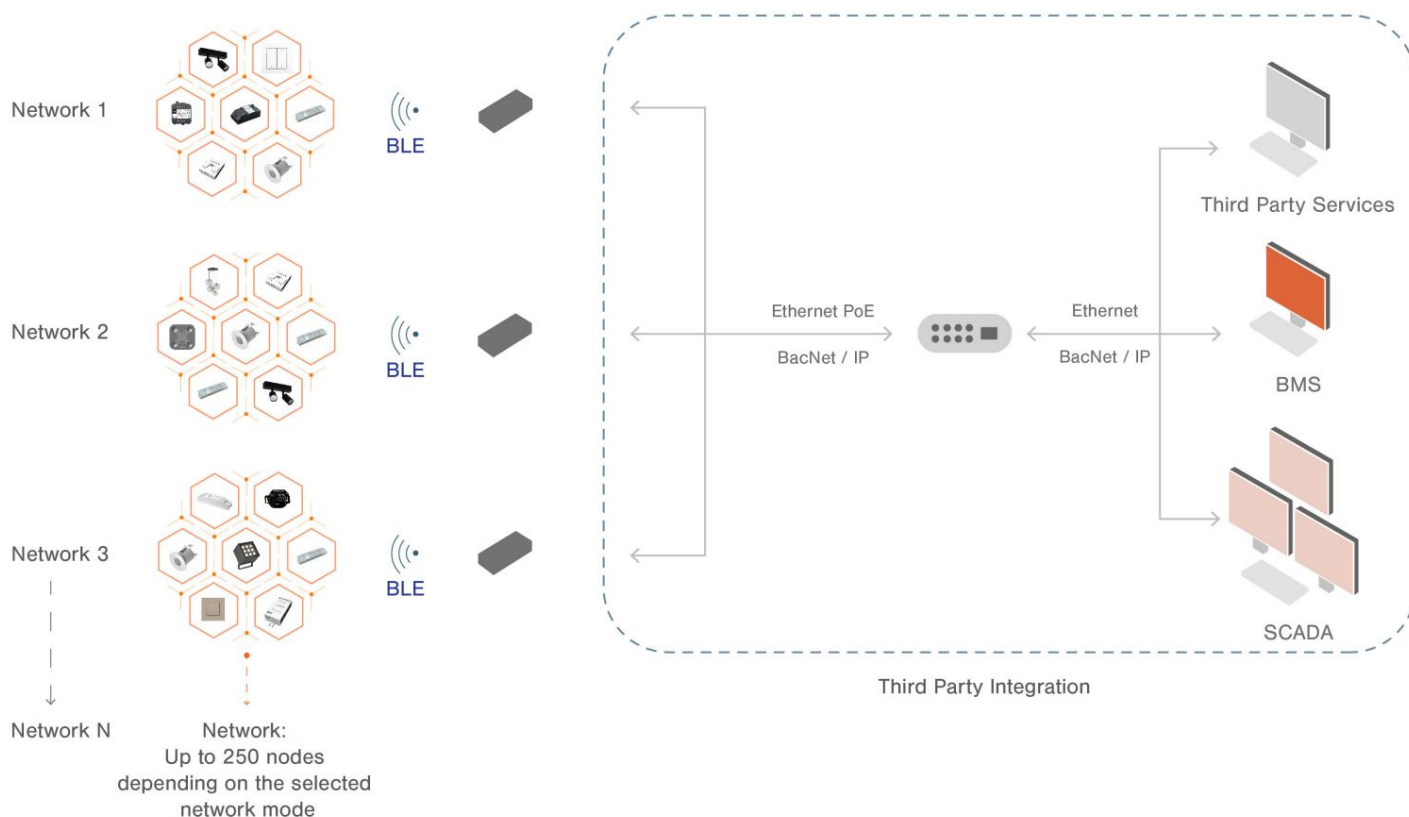 Network 1
BLE
Third Party Services
Network 2
BLE
Ethernet PoE
BacNet / IP
Ethernet
BacNet / IP
BMS
Network 3
BLE
SCADA
Third Party Integration
Network N
Network:
Up to 250 nodes
depending on the selected
network mode